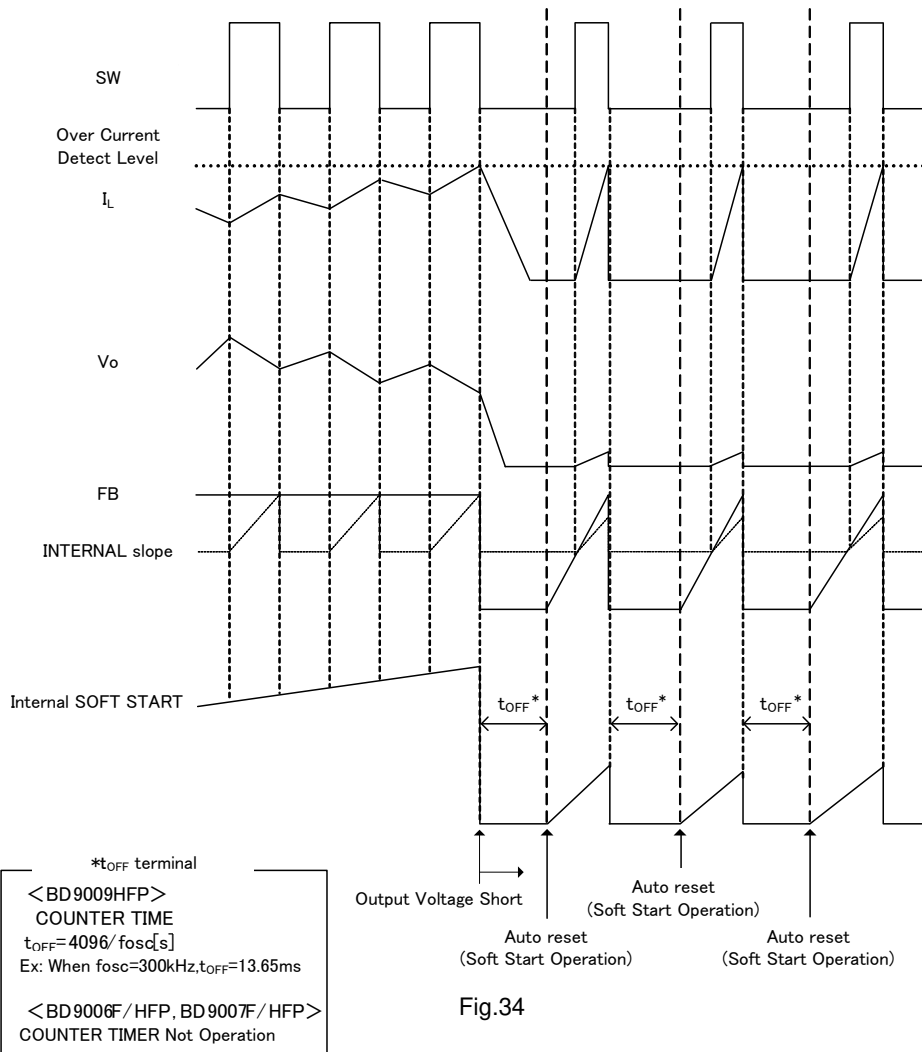 SW
Over Current
Detect Level
IL
Vo
FB
INTERNAL slope
Internal SOFT START
tOFF*
tOFF*
tOFF*
Output Voltage Short
Auto reset
(Soft Start Operation)
Auto reset
(Soft Start Operation)
Auto reset
(Soft Start Operation)
*tOFF terminal
<BD9009HFP>
COUNTER TIME
tOFF=4096/fosc[s]
Ex: When fosc=300kHz,tOFF=13.65ms
<BD9006F/HFP, BD9007F/HFP>
COUNTER TIMER Not Operation
Fig.34